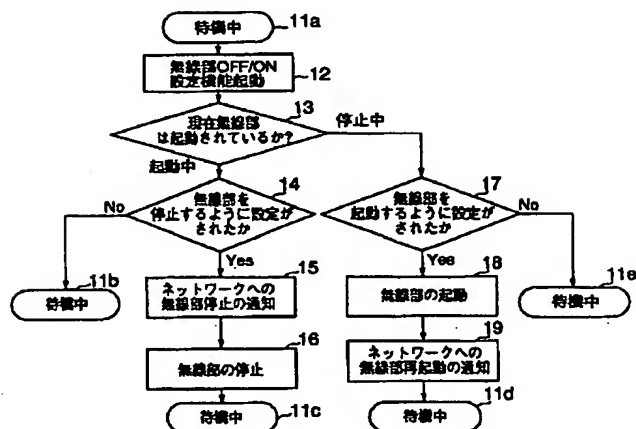 待機中 11a
無線部OFF/ON
設定機能起動
12
13
現在無線部
は起動されているか?
停止中
起動中
14
無線部を
停止するように設定が
されたか
No
Yes
17
無線部を
起動するように設定が
されたか
No
Yes
11b
待機中
15
ネットワークへの
無線部停止の通知
18
無線部の起動
11e
待機中
16
無線部の停止
19
ネットワークへの
無線部再起動の通知
待機中 11c
待機中 11d